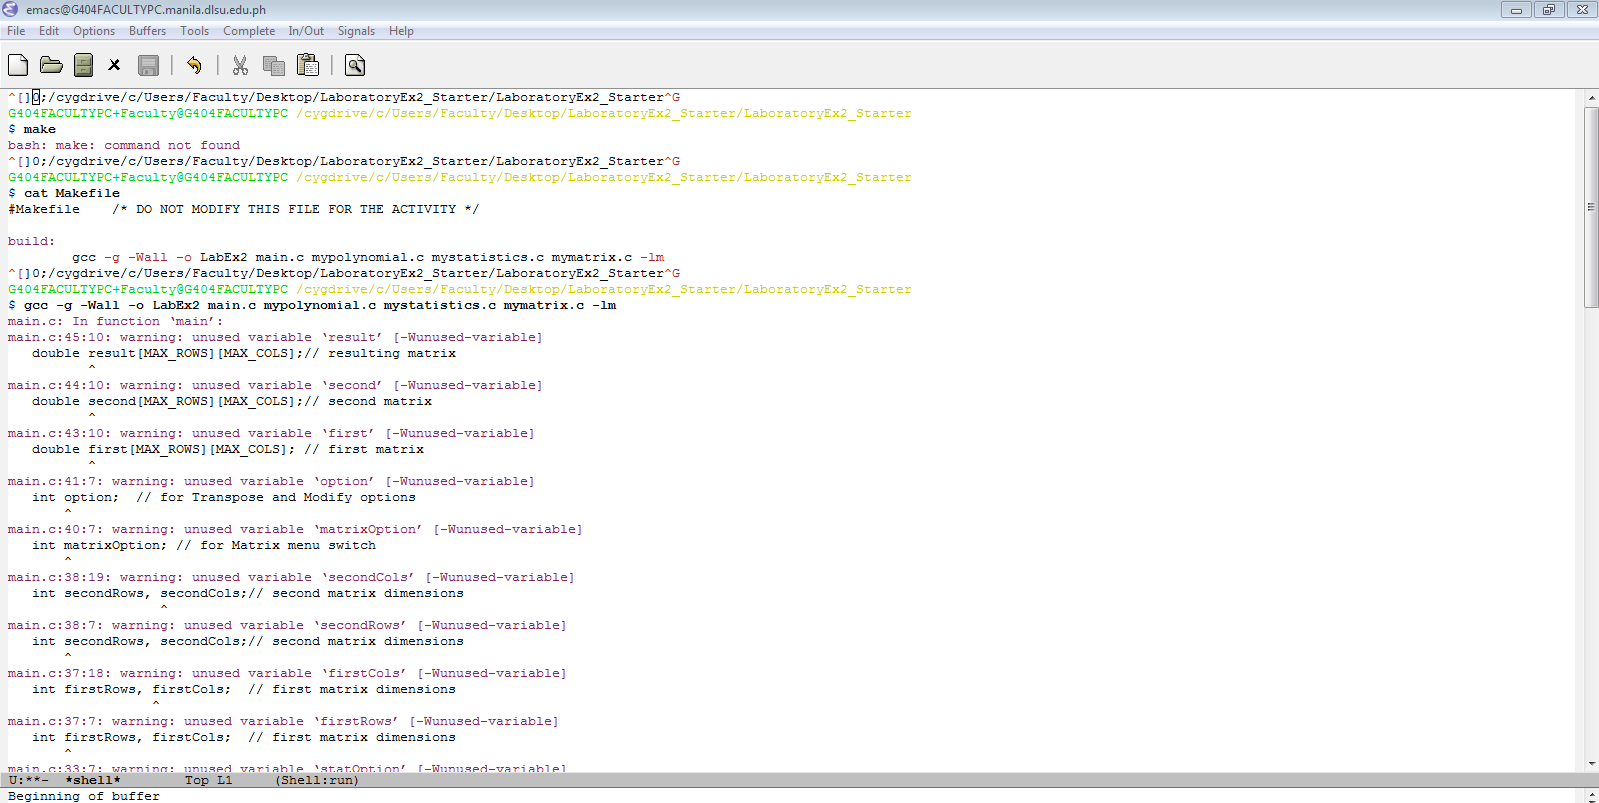 emacs@G404FACULTYPC.manila.dlsu.edu.ph
File Edit Options Buffers Tools Complete In/Out Signals Help
^[]0;/cygdrive/c/Users/Faculty/Desktop/LaboratoryEx2_Starter/LaboratoryEx2_Starter^G
G404FACULTYPC+Faculty@G404FACULTYPC /cygdrive/c/Users/Faculty/Desktop/LaboratoryEx2_Starter/LaboratoryEx2_Starter
$ make
bash: make: command not found
^[]0;/cygdrive/c/Users/Faculty/Desktop/LaboratoryEx2_Starter/LaboratoryEx2_Starter^G
G404FACULTYPC+Faculty@G404FACULTYPC /cygdrive/c/Users/Faculty/Desktop/LaboratoryEx2_Starter/LaboratoryEx2_Starter
$ cat Makefile
#Makefile    /* DO NOT MODIFY THIS FILE FOR THE ACTIVITY */
build:
        gcc -g -Wall -o LabEx2 main.c mypolynomial.c mystatistics.c mymatrix.c -lm
^[]0;/cygdrive/c/Users/Faculty/Desktop/LaboratoryEx2_Starter/LaboratoryEx2_Starter^G
G404FACULTYPC+Faculty@G404FACULTYPC /cygdrive/c/Users/Faculty/Desktop/LaboratoryEx2_Starter/LaboratoryEx2_Starter
$ gcc -g -Wall -o LabEx2 main.c mypolynomial.c mystatistics.c mymatrix.c -lm
main.c: In function ‘main’:
main.c:45:10: warning: unused variable ‘result’ [-Wunused-variable]
   double result[MAX_ROWS][MAX_COLS];// resulting matrix
          ^
main.c:44:10: warning: unused variable ‘second’ [-Wunused-variable]
   double second[MAX_ROWS][MAX_COLS];// second matrix
          ^
main.c:43:10: warning: unused variable ‘first’ [-Wunused-variable]
   double first[MAX_ROWS][MAX_COLS]; // first matrix
          ^
main.c:41:7: warning: unused variable ‘option’ [-Wunused-variable]
   int option;  // for Transpose and Modify options
       ^
main.c:40:7: warning: unused variable ‘matrixOption’ [-Wunused-variable]
   int matrixOption; // for Matrix menu switch
       ^
main.c:38:19: warning: unused variable ‘secondCols’ [-Wunused-variable]
   int secondRows, secondCols;// second matrix dimensions
                   ^
main.c:38:7: warning: unused variable ‘secondRows’ [-Wunused-variable]
   int secondRows, secondCols;// second matrix dimensions
       ^
main.c:37:18: warning: unused variable ‘firstCols’ [-Wunused-variable]
   int firstRows, firstCols;  // first matrix dimensions
                  ^
main.c:37:7: warning: unused variable ‘firstRows’ [-Wunused-variable]
   int firstRows, firstCols;  // first matrix dimensions
       ^
main.c:33:7: warning: unused variable ‘statOption’ [-Wunused-variable]
U:**-  *shell*        Top L1     (Shell:run)
Beginning of buffer